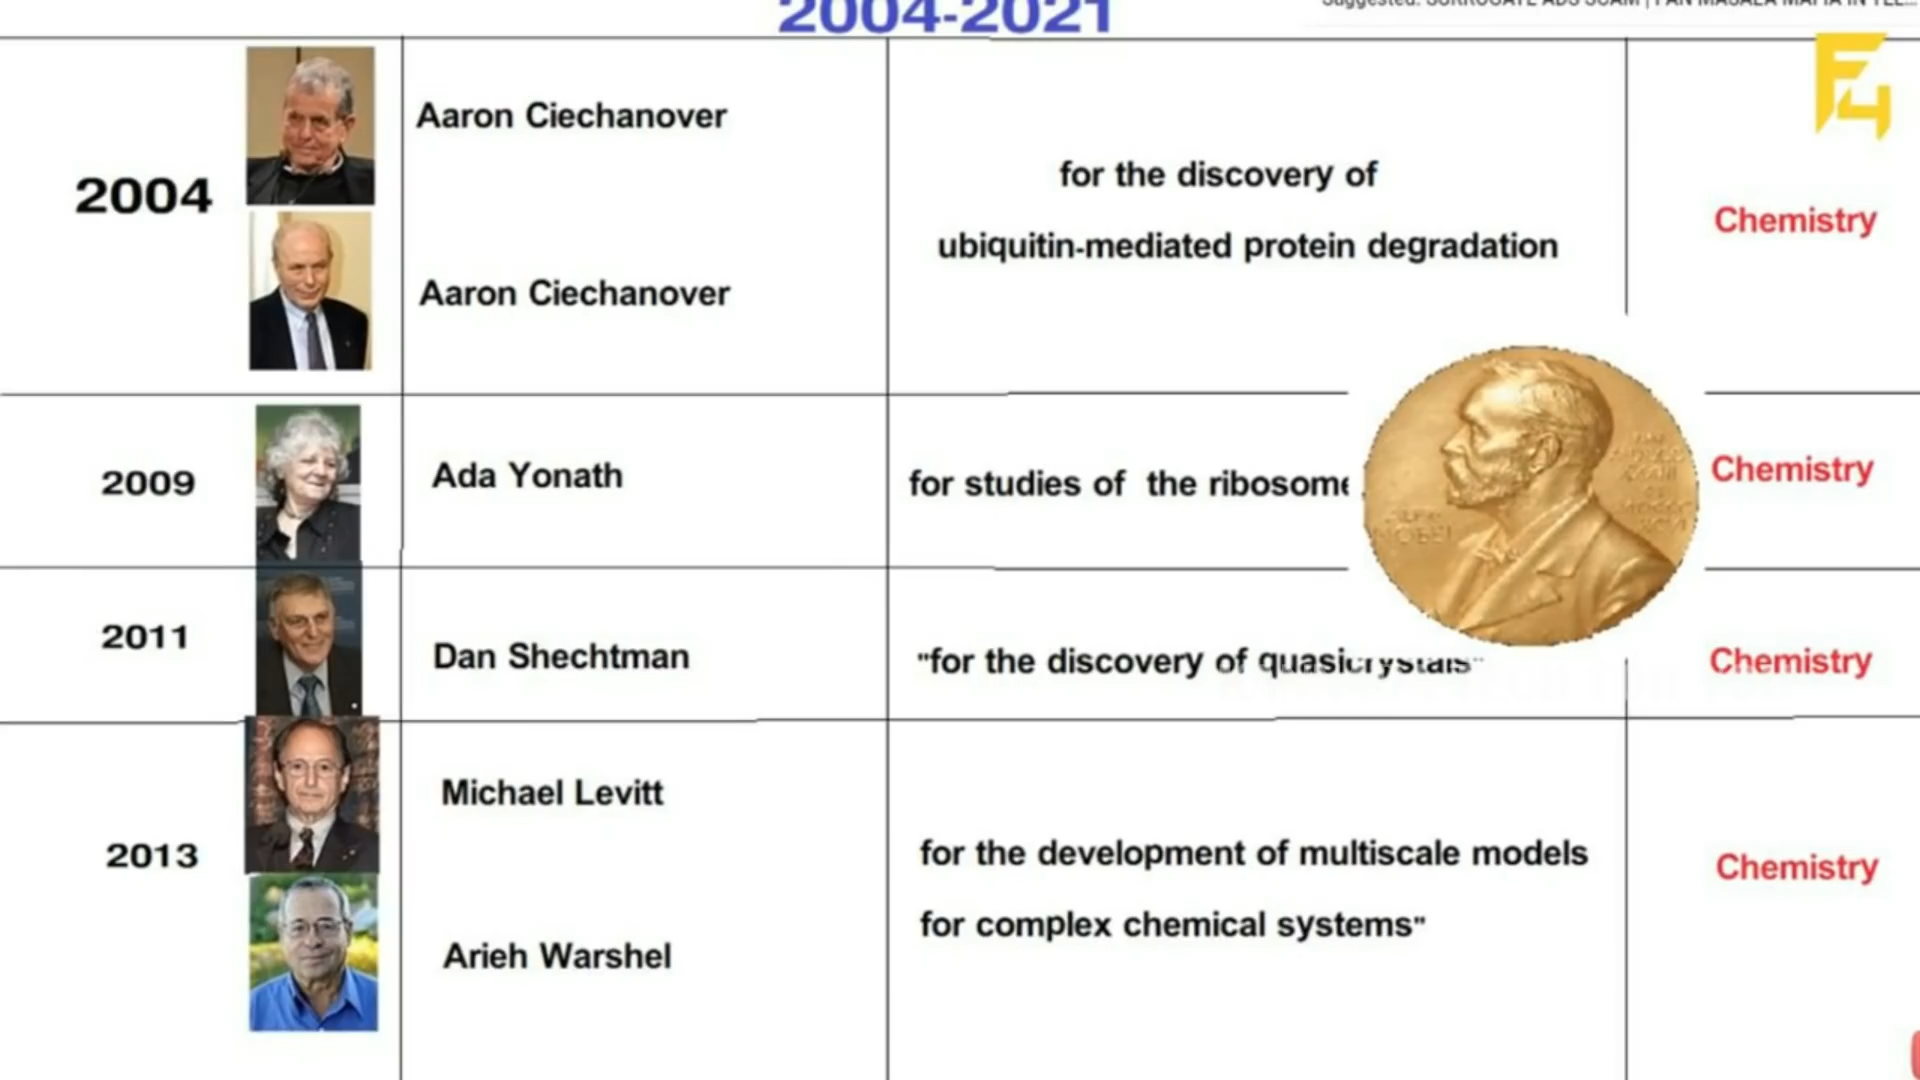 2004-2021
2004
Aaron Ciechanover
Aaron Ciechanover
for the discovery of
ubiquitin-mediated protein degradation
Chemistry
F4
2009
Ada Yonath
for studies of the ribosome
Chemistry
2011
Dan Shechtman
"for the discovery of quasicrystals"
Chemistry
2013
Michael Levitt
Arieh Warshel
for the development of multiscale models
for complex chemical systems"
Chemistry